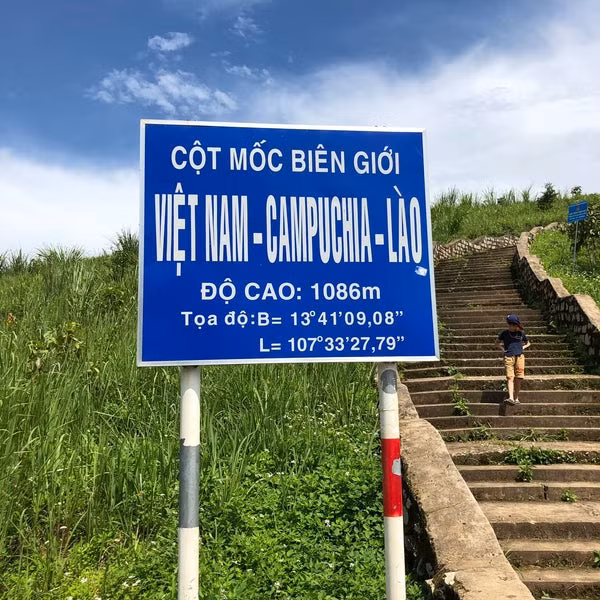 CỘT MỐC BIÊN GIỚI
VIỆT NAM - CAMPUCHIA - LÀO
ĐỘ CAO: 1086m
Tọa độ:B= 13°41'09,08"
L= 107°33'27,79"